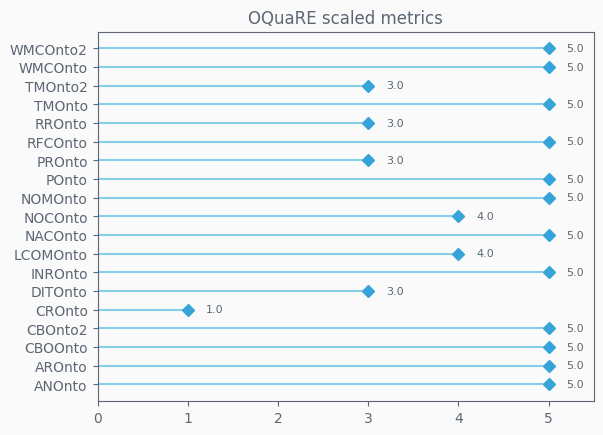 OQuaRE scaled metrics
WMCOnto2 5.0
WMCOnto 5.0
TMOnto2 3.0
TMOnto 5.0
RROnto 3.0
RFCOnto 5.0
PROnto 3.0
POnto 5.0
NOMOnto 5.0
NOCOnto 4.0
NACOnto 5.0
LCOMOnto 4.0
INROnto 5.0
DITOnto 3.0
CROnto 1.0
CBOnto2 5.0
CBOOnto 5.0
AROnto 5.0
ANOnto 5.0
0 1 2 3 4 5